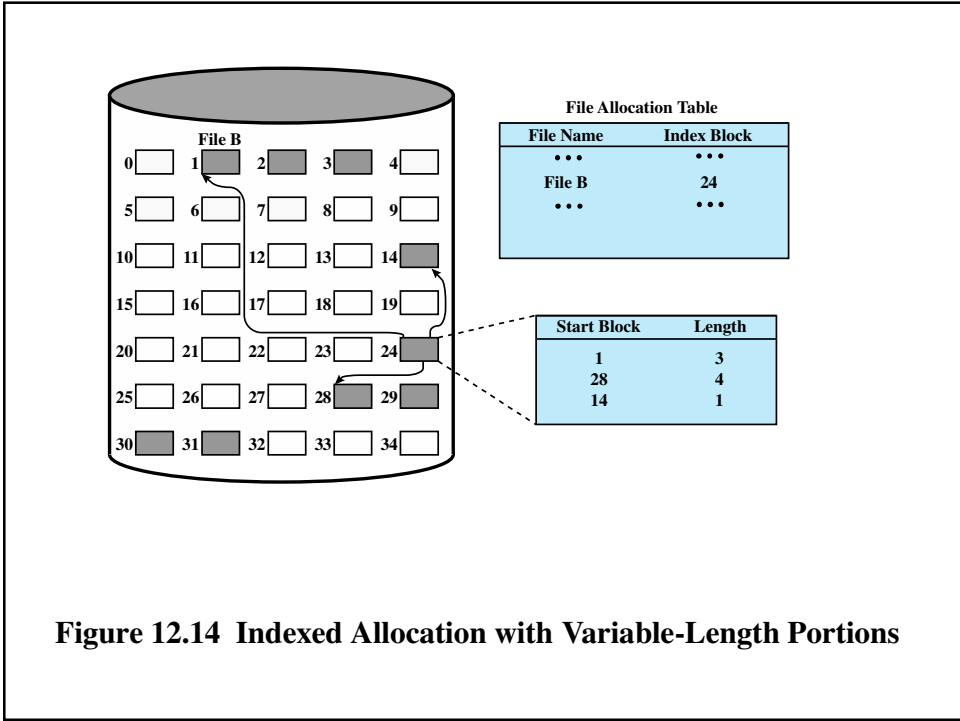 File B
0 1 2 3 4
5 6 7 8 9
10 11 12 13 14
15 16 17 18 19
20 21 22 23 24
25 26 27 28 29
30 31 32 33 34
File Allocation Table
File Name Index Block
••• •••
File B 24
••• •••
Start Block Length
1 3
28 4
14 1
Figure 12.14 Indexed Allocation with Variable-Length Portions